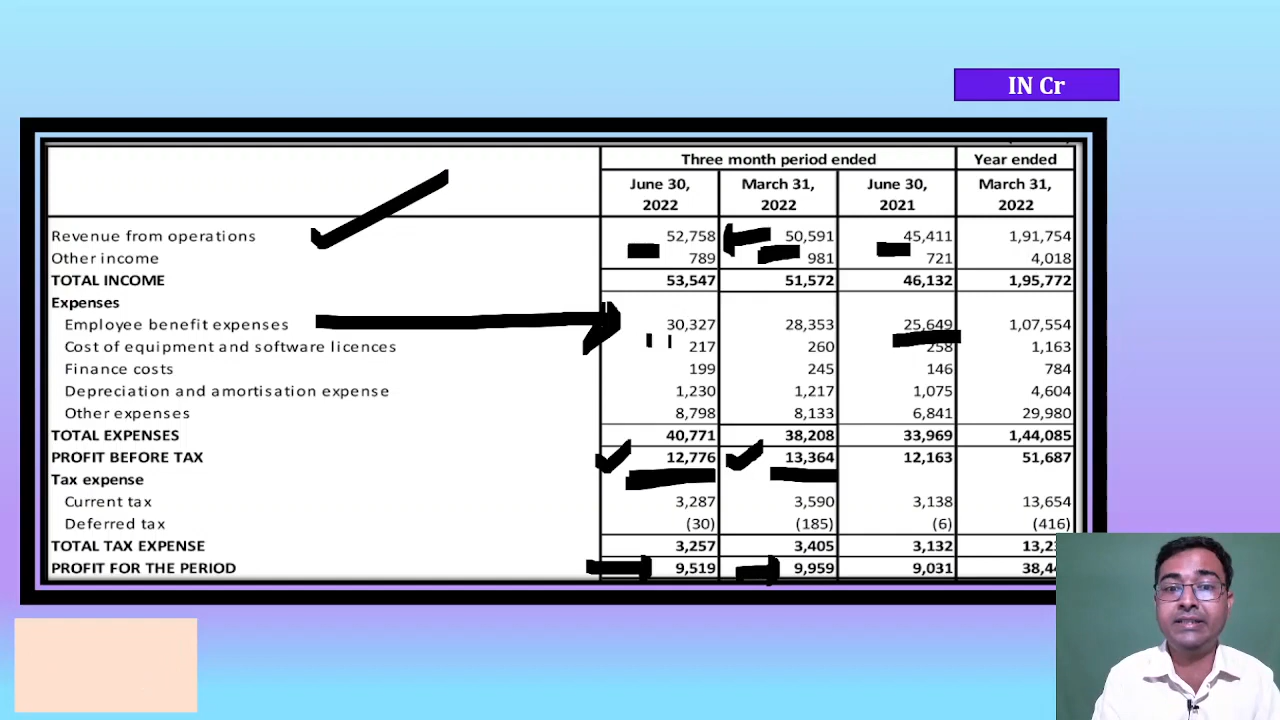 IN Cr
Three month period ended Year ended
June 30, March 31, June 30, March 31,
2022 2022 2021 2022
Revenue from operations 52,758 50,591 45,411 1,91,754
Other income 789 981 721 4,018
TOTAL INCOME 53,547 51,572 46,132 1,95,772
Expenses
Employee benefit expenses 30,327 28,353 25,649 1,07,554
Cost of equipment and software licences 217 260 258 1,163
Finance costs 199 245 146 784
Depreciation and amortisation expense 1,230 1,217 1,075 4,604
Other expenses 8,798 8,133 6,841 29,980
TOTAL EXPENSES 40,771 38,208 33,969 1,44,085
PROFIT BEFORE TAX 12,776 13,364 12,163 51,687
Tax expense
Current tax 3,287 3,590 3,138 13,654
Deferred tax (30) (185) (6) (416)
TOTAL TAX EXPENSE 3,257 3,405 3,132
PROFIT FOR THE PERIOD 9,519 9,959 9,031